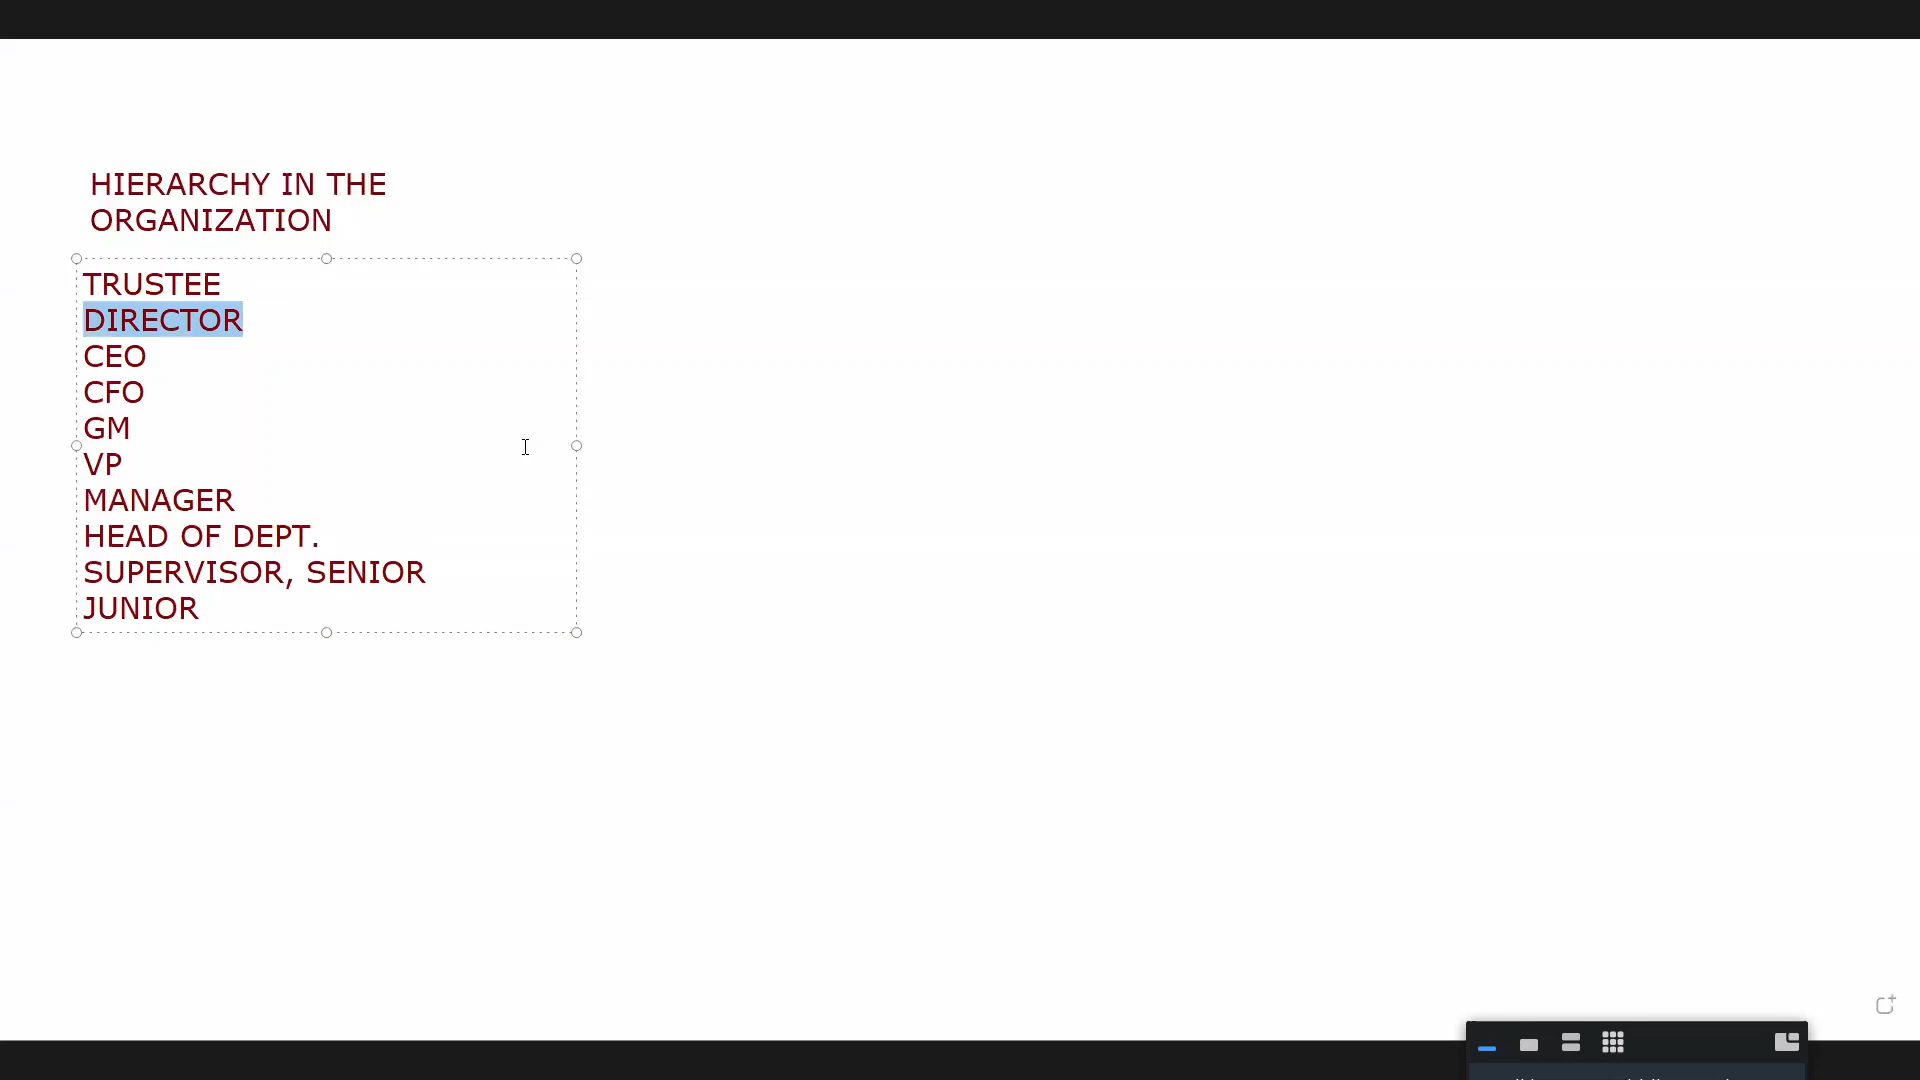 HIERARCHY IN THE
ORGANIZATION
TRUSTEE
DIRECTOR
CEO
CFO
GM
VP
MANAGER
HEAD OF DEPT.
SUPERVISOR, SENIOR
JUNIOR